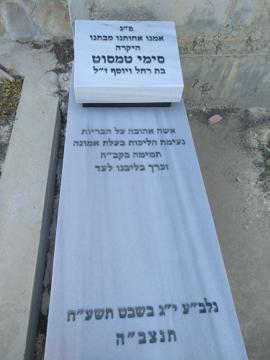 פ"נ
אמנו אחותנו סבתנו
היקרה
סימי טמסוט
בת רחל ויוסף ז"ל
אשה אהובה על הבריות
נעימת הליכות בעלת אמונה
תמימה בקב"ה
זכרך בליבנו לעד
נלב"ע י"ג בשבט תשע"ח
תנצב"ה